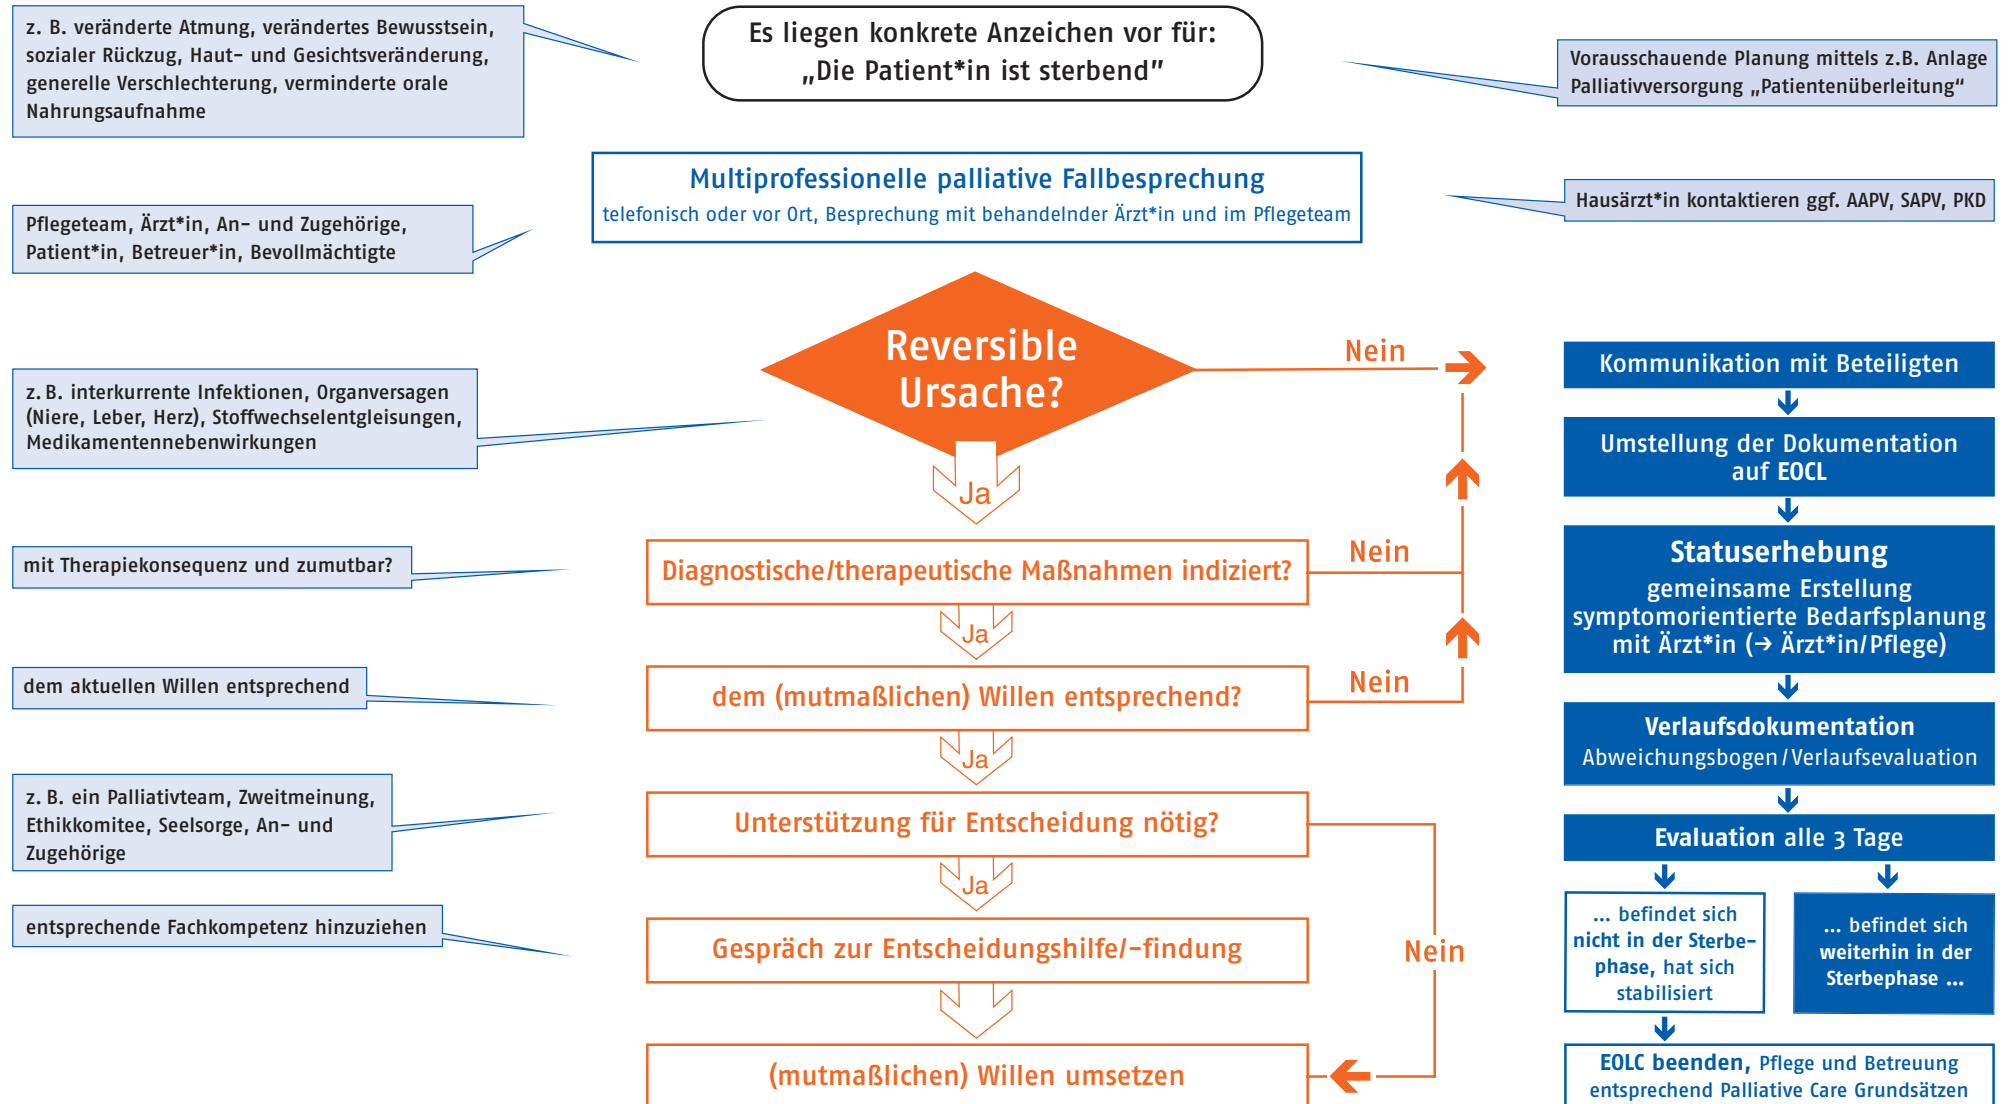 z. B. veränderte Atmung, verändertes Bewusstsein,
sozialer Rückzug, Haut- und Gesichtsveränderung,
generelle Verschlechterung, verminderte orale
Nahrungsaufnahme
Es liegen konkrete Anzeichen vor für:
„Die Patient*in ist sterbend”
Vorausschauende Planung mittels z.B. Anlage
Palliativversorgung „Patientenüberleitung“
Multiprofessionelle palliative Fallbesprechung
telefonisch oder vor Ort, Besprechung mit behandelnder Ärzt*in und im Pflegeteam
Pflegeteam, Ärzt*in, An- und Zugehörige,
Patient*in, Betreuer*in, Bevollmächtigte
Hausärzt*in kontaktieren ggf. AAPV, SAPV, PKD
Reversible
Ursache?
Nein
Ja
z. B. interkurrente Infektionen, Organversagen
(Niere, Leber, Herz), Stoffwechselentgleisungen,
Medikamentennebenwirkungen
mit Therapiekonsequenz und zumutbar?
Diagnostische/therapeutische Maßnahmen indiziert?
Nein
Ja
dem aktuellen Willen entsprechend
dem (mutmaßlichen) Willen entsprechend?
Nein
Ja
z. B. ein Palliativteam, Zweitmeinung,
Ethikkomitee, Seelsorge, An- und
Zugehörige
Unterstützung für Entscheidung nötig?
Ja
Nein
entsprechende Fachkompetenz hinzuziehen
Gespräch zur Entscheidungshilfe/-findung
(mutmaßlichen) Willen umsetzen
Kommunikation mit Beteiligten
Umstellung der Dokumentation
auf EOCL
Statuserhebung
gemeinsame Erstellung
symptomorientierte Bedarfsplanung
mit Ärzt*in (→ Ärzt*in/Pflege)
Verlaufsdokumentation
Abweichungsbogen/Verlaufsevaluation
Evaluation alle 3 Tage
... befindet sich
nicht in der Sterbe-
phase, hat sich
stabilisiert
... befindet sich
weiterhin in der
Sterbephase ...
EOLC beenden, Pflege und Betreuung
entsprechend Palliative Care Grundsätzen